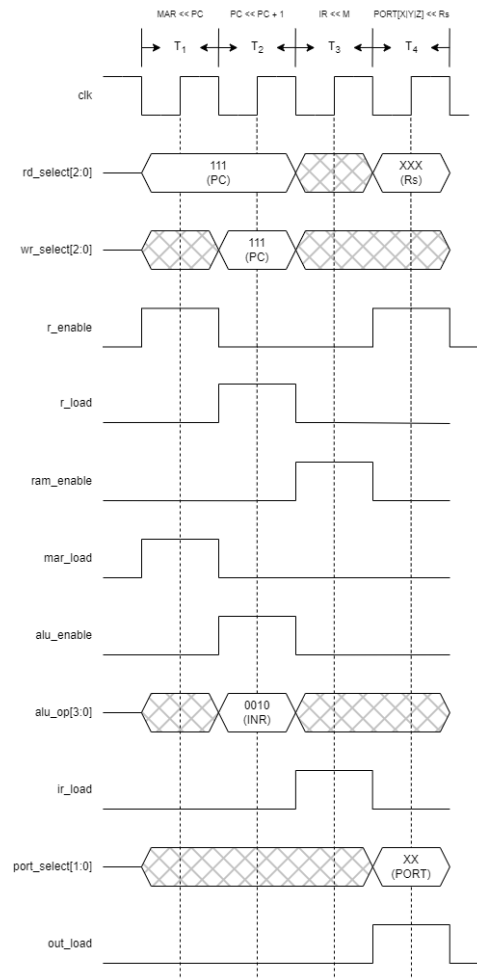 MAR << PC PC << PC + 1 IR << M PORT[X|Y|Z] << Rs
T1 T2 T3 T4
clk
rd_select[2:0]
111
(PC)
XXX
(Rs)
wr_select[2:0]
111
(PC)
r_enable
r_load
ram_enable
mar_load
alu_enable
alu_op[3:0]
0010
(INR)
ir_load
port_select[1:0]
XX
(PORT)
out_load